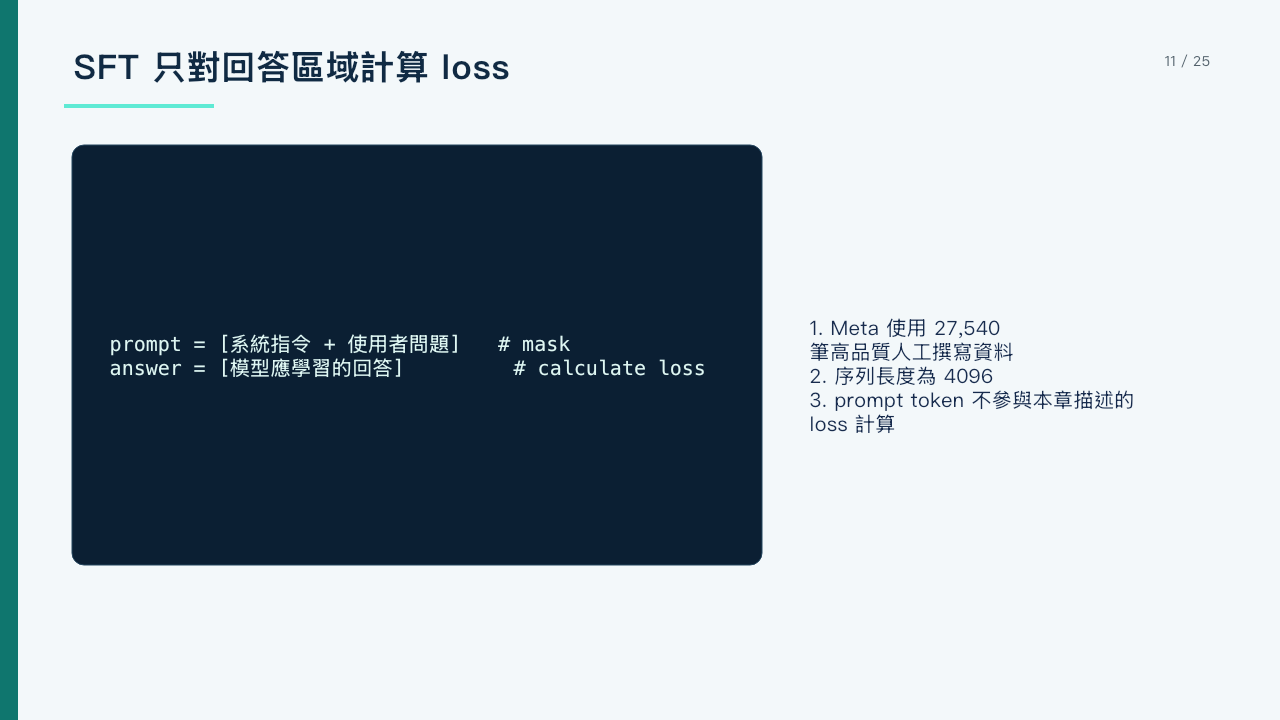 SFT 只對回答區域計算 loss
11 / 25
prompt = [系統指令 + 使用者問題]   # mask
answer = [模型應學習的回答]         # calculate loss
1. Meta 使用 27,540
筆高品質人工撰寫資料
2. 序列長度為 4096
3. prompt token 不參與本章描述的
loss 計算